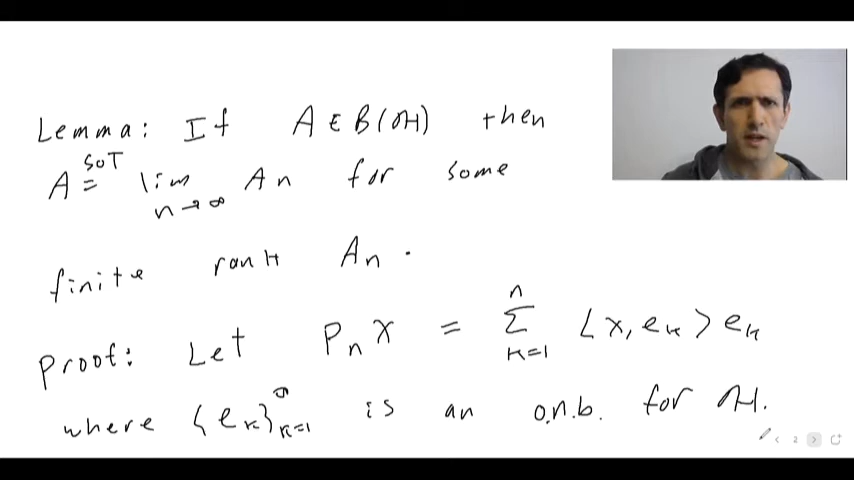 Lemma: If A ∈ B(H) then
A =^SOT lim_{n→∞} A_n for some
finite rank A_n.
Proof: Let P_n x = ∑_{k=1}^{n} ⟨x, e_k⟩ e_k
where {e_k}_{k=1}^∞ is an o.n.b. for H.
2